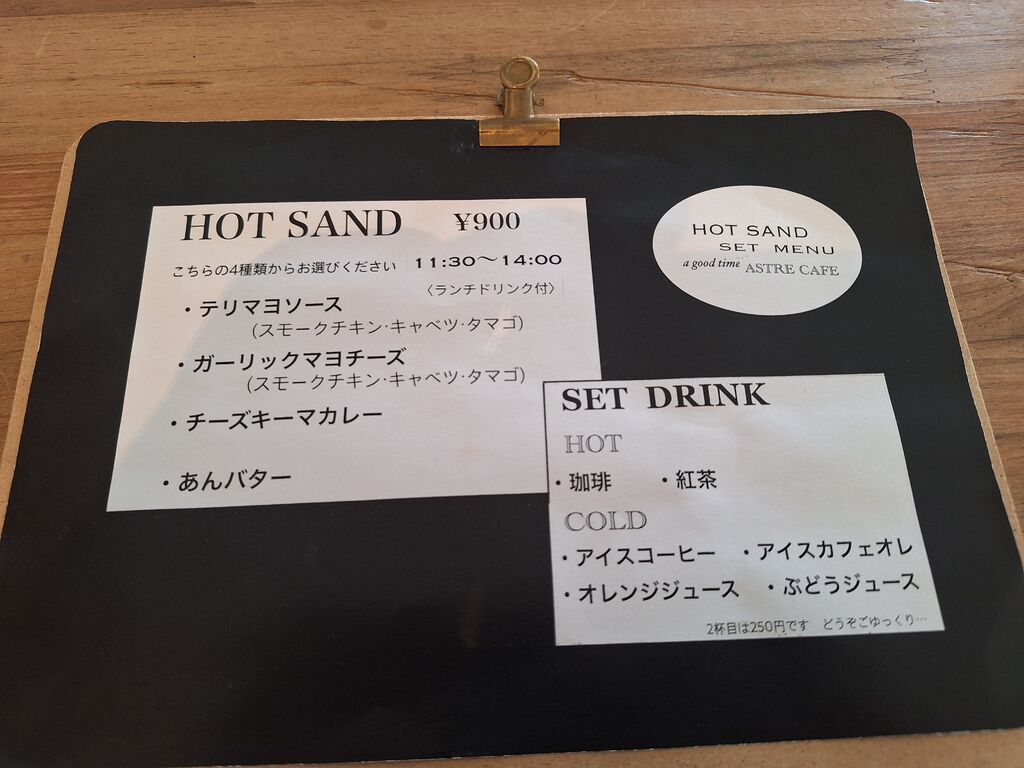 HOT SAND ¥900
こちらの4種類からお選びください 11:30〜14:00
〈ランチドリンク付〉
・テリマヨソース
(スモークチキン·キャベツ·タマゴ)
・ガーリックマヨチーズ
(スモークチキン·キャベツ·タマゴ)
・チーズキーマカレー
・あんバター
HOT SAND
SET MENU
a good time ASTRE CAFE
SET DRINK
HOT
・珈琲 ・紅茶
COLD
・アイスコーヒー ・アイスカフェオレ
・オレンジジュース ・ぶどうジュース
2杯目は250円です どうぞごゆっくり…